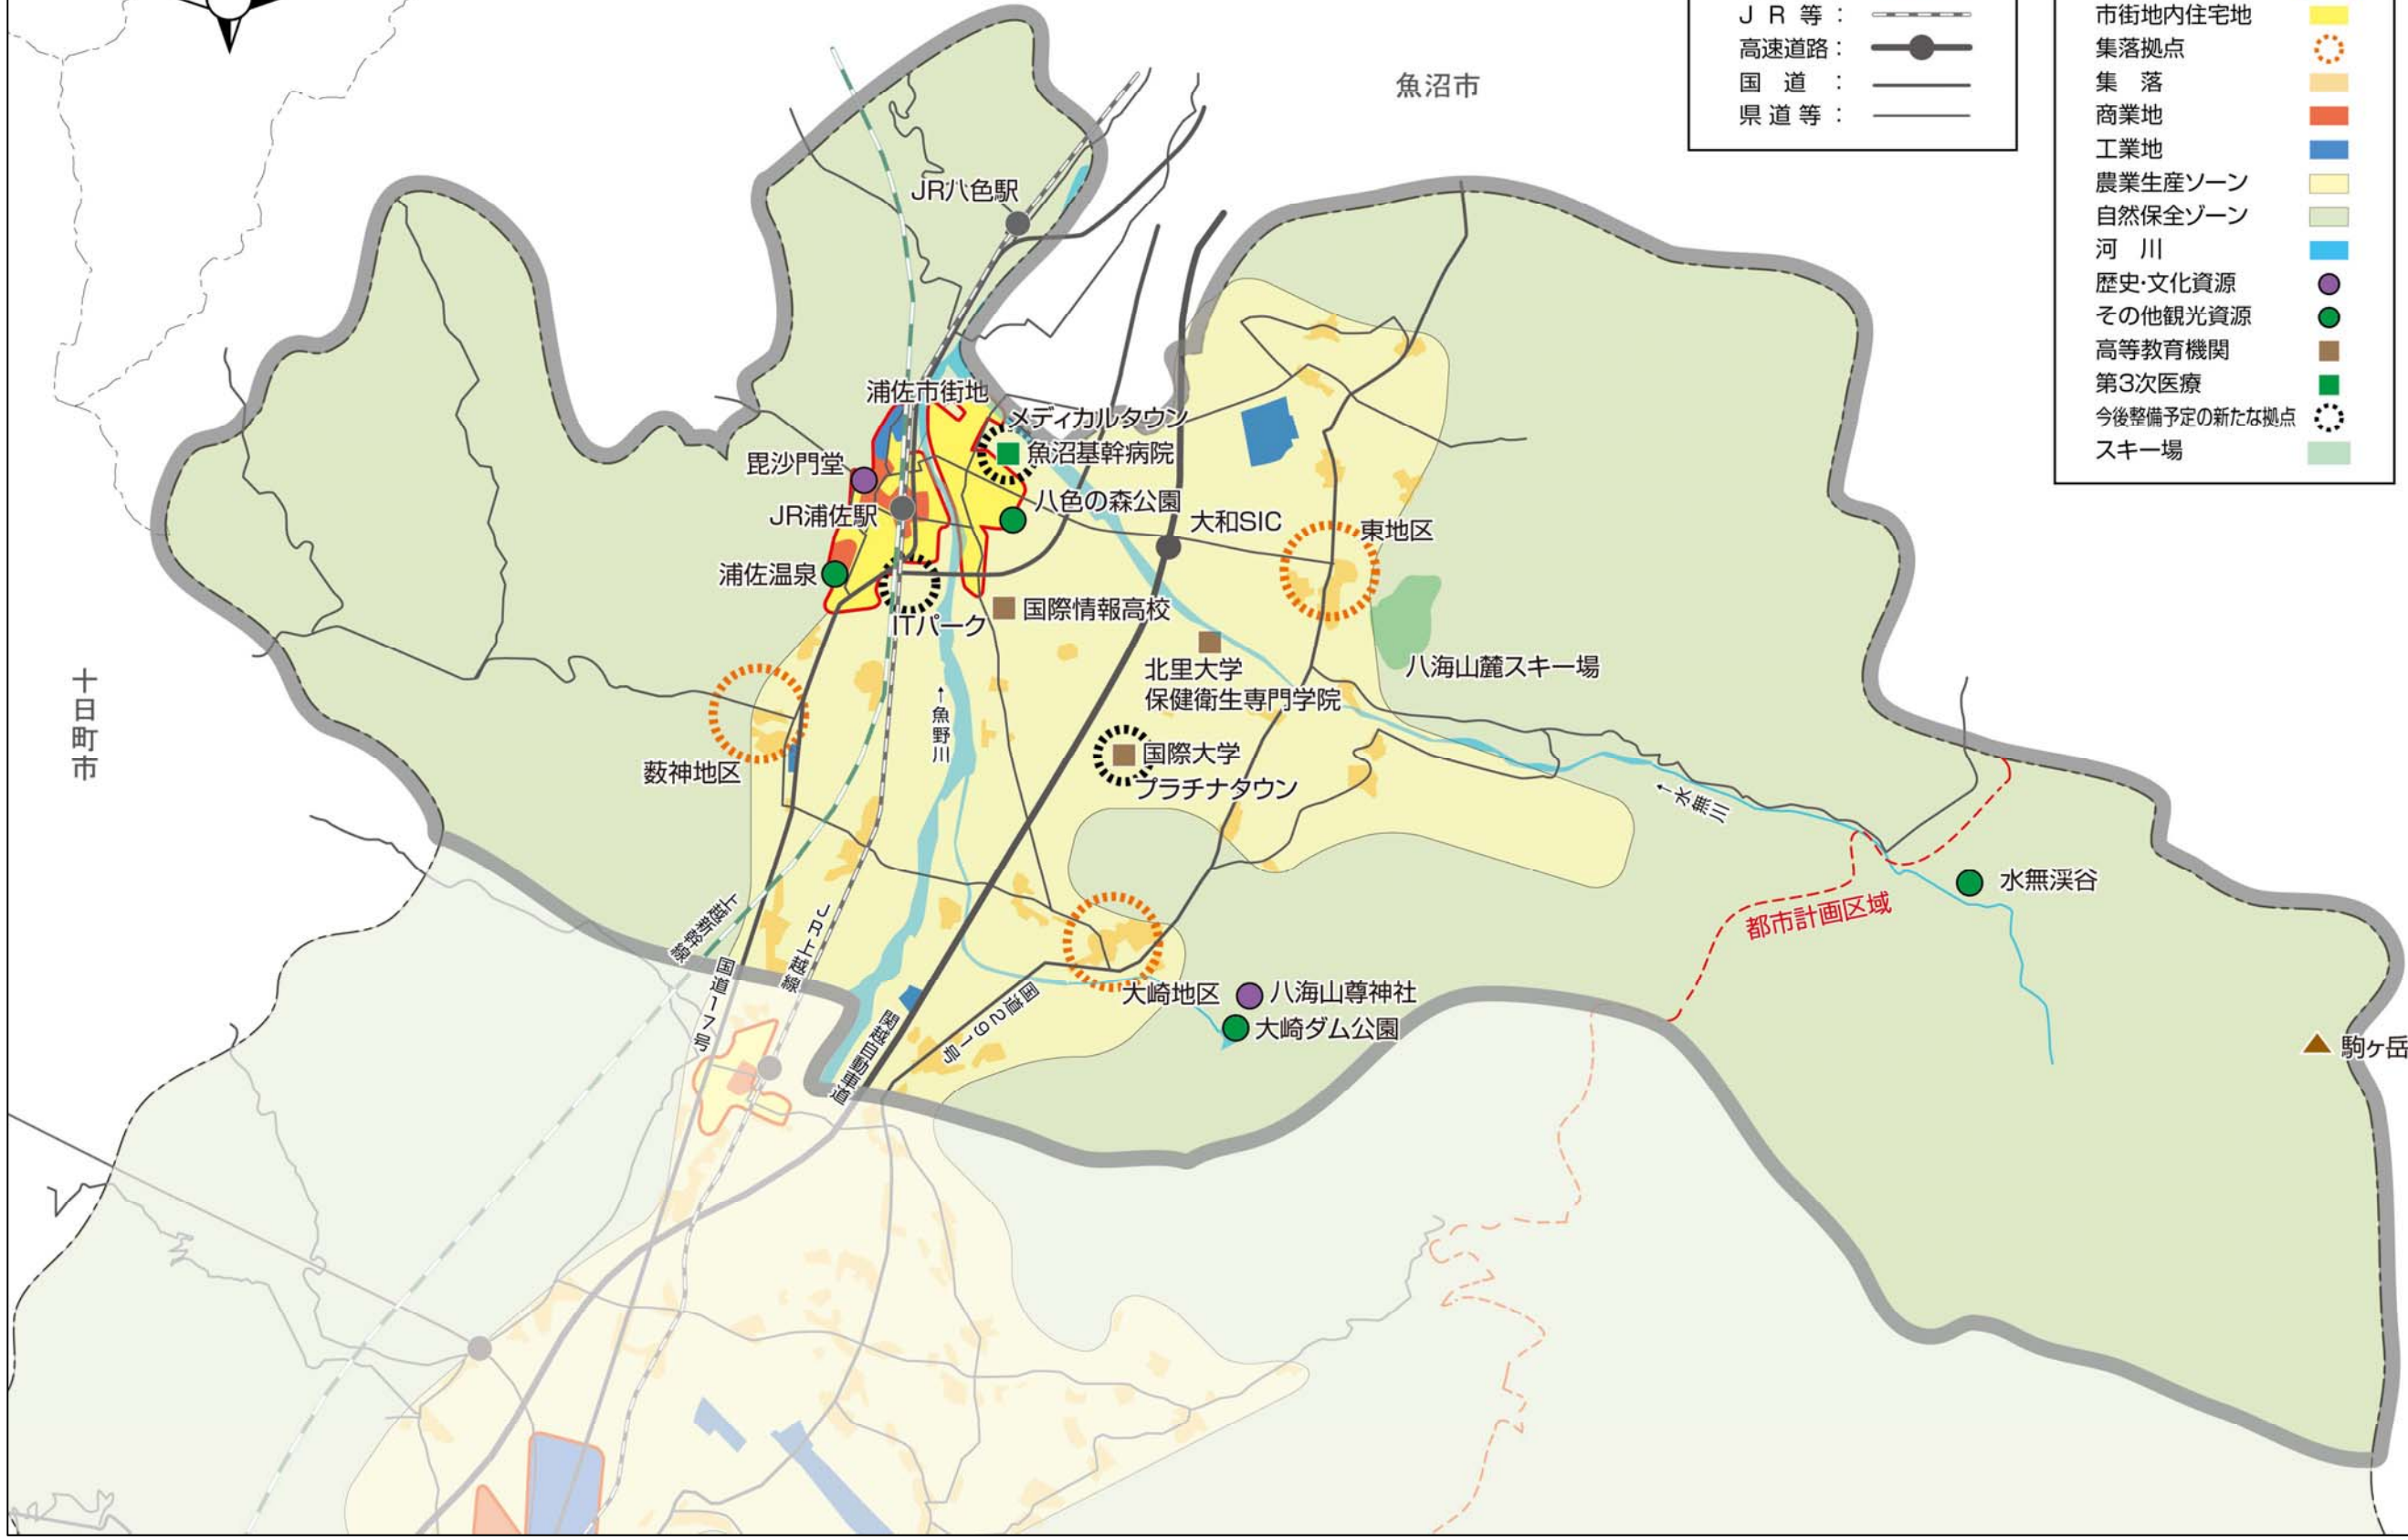 ＪＲ等：
高速道路：
国道：
県道等：
市街地内住宅地
集落拠点
集　落
商業地
工業地
農業生産ゾーン
自然保全ゾーン
河　川
歴史・文化資源
その他観光資源
高等教育機関
第3次医療
今後整備予定の新たな拠点
スキー場
魚沼市
JR八色駅
浦佐市街地
メディカルタウン
魚沼基幹病院
毘沙門堂
八色の森公園
JR浦佐駅
大和SIC
東地区
浦佐温泉
国際情報高校
ITパーク
北里大学
保健衛生専門学院
八海山麓スキー場
十日町市
←魚野川
国際大学
プラチナタウン
薮神地区
←水無川
水無渓谷
都市計画区域
上越新幹線
JR上越線
国道17号
大崎地区
八海山尊神社
国道291号
関越自動車道
大崎ダム公園
駒ヶ岳